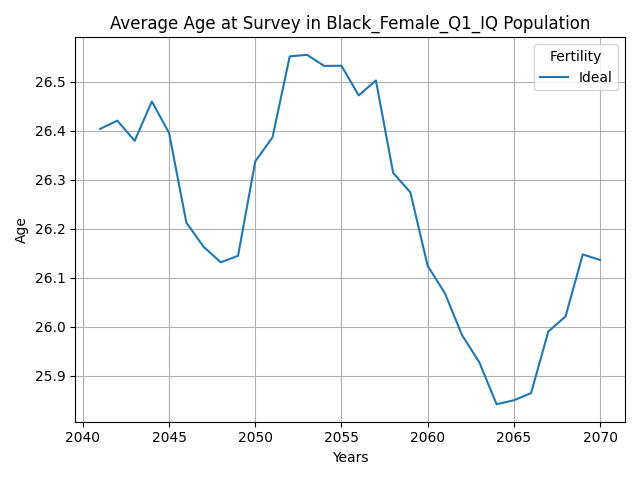 Average Age at Survey in Black_Female_Q1_IQ Population
Fertility
Ideal
26.5
26.4
26.3
26.2
26.1
26.0
25.9
Age
2040 2045 2050 2055 2060 2065 2070
Years